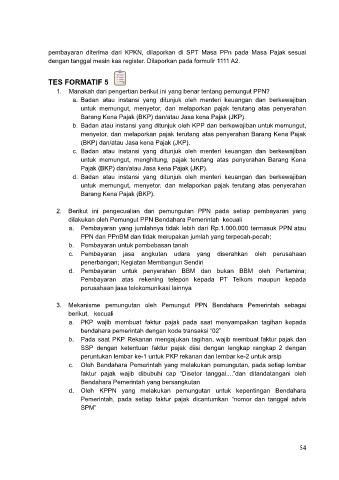 pembayaran diterima dari KPKN, dilaporkan di SPT Masa PPn pada Masa Pajak sesuai
dengan tanggal mesin kas register. Dilaporkan pada formulir 1111 A2.
TES FORMATIF 5
1. Manakah dari pengertian berikut ini yang benar tentang pemungut PPN?
a. Badan atau instansi yang ditunjuk oleh menteri keuangan dan berkewajiban
untuk memungut, menyetor, dan melaporkan pajak terutang atas penyerahan
Barang Kena Pajak (BKP) dan/atau Jasa kena Pajak (JKP).
b. Badan atau instansi yang ditunjuk oleh KPP dan berkewajiban untuk memungut,
menyetor, dan melaporkan pajak terutang atas penyerahan Barang Kena Pajak
(BKP) dan/atau Jasa kena Pajak (JKP).
c. Badan atau instansi yang ditunjuk oleh menteri keuangan dan berkewajiban
untuk memungut, menghitung, pajak terutang atas penyerahan Barang Kena
Pajak (BKP) dan/atau Jasa kena Pajak (JKP).
d. Badan atau instansi yang ditunjuk oleh menteri keuangan dan berkewajiban
untuk memungut, menyetor, dan melaporkan pajak terutang atas penyerahan
Barang Kena Pajak (BKP).
2. Berikut ini pengecualian dari pemungutan PPN pada setiap pembayaran yang
dilakukan oleh Pemungut PPN Bendahara Pemerintah kecuali
a. Pembayaran yang jumlahnya tidak lebih dari Rp.1.000.000 termasuk PPN atau
PPN dan PPnBM dan tidak merupakan jumlah yang terpecah-pecah;
b. Pembayaran untuk pembebasan tanah
c. Pembayaran jasa angkutan udara yang diserahkan oleh perusahaan
penerbangan; Kegiatan Membangun Sendiri
d. Pembayaran untuk penyerahan BBM dan bukan BBM oleh Pertamina;
Pembayaran atas rekening telepon kepada PT Telkom maupun kepada
perusahaan jasa telekomunikasi lainnya
3. Mekanisme pemungutan oleh Pemungut PPN Bendahara Pemerintah sebagai
berikut, kecuali
a. PKP wajib membuat faktur pajak pada saat menyampaikan tagihan kepada
bendahara pemerintah dengan kode transaksi "02"
b. Pada saat PKP Rekanan mengajukan tagihan, wajib membuat faktur pajak dan
SSP dengan ketentuan faktur pajak diisi dengan lengkap rangkap 2 dengan
peruntukan lembar ke-1 untuk PKP rekanan dan lembar ke-2 untuk arsip
c. Oleh Bendahara Pemerintah yang melakukan pemungutan, pada setiap lembar
faktur pajak wajib dibubuhi cap "Disetor tanggal...."dan ditandatangani oleh
Bendahara Pemerintah yang bersangkutan
d. Oleh KPPN yang melakukan pemungutan untuk kepentingan Bendahara
Pemerintah, pada setiap faktur pajak dicantumkan "nomor dan tanggal advis
SPM"
54